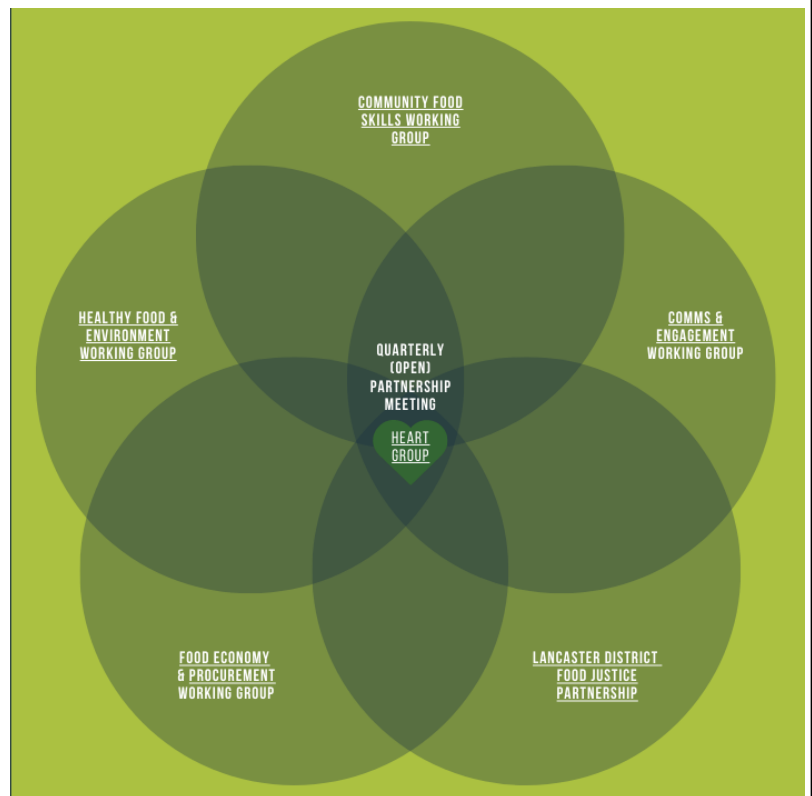 COMMUNITY FOOD
SKILLS WORKING
GROUP
HEALTHY FOOD &
ENVIRONMENT
WORKING GROUP
COMMS &
ENGAGEMENT
WORKING GROUP
QUARTERLY
(OPEN)
PARTNERSHIP
MEETING
HEART
GROUP
FOOD ECONOMY
& PROCUREMENT
WORKING GROUP
LANCASTER DISTRICT
FOOD JUSTICE
PARTNERSHIP